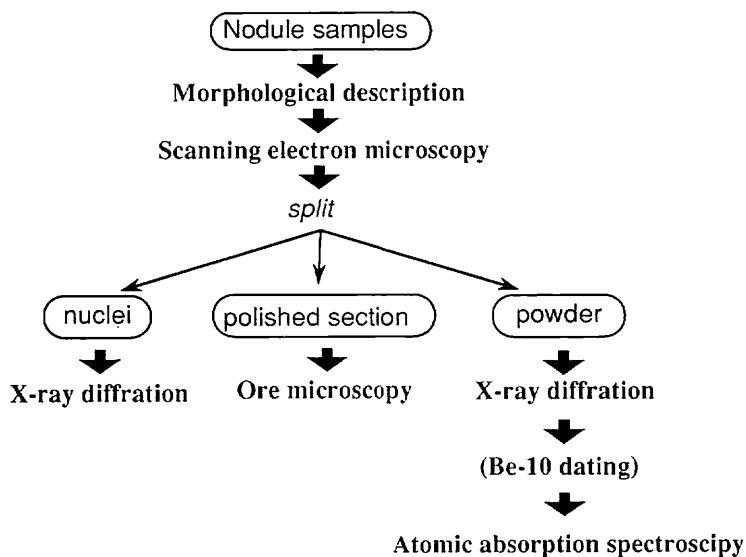 Nodule samples
Morphological description
Scanning electron microscopy
split
nuclei
polished section
powder
X-ray diffration
Ore microscopy
X-ray diffration
(Be-10 dating)
Atomic absorption spectroscipy